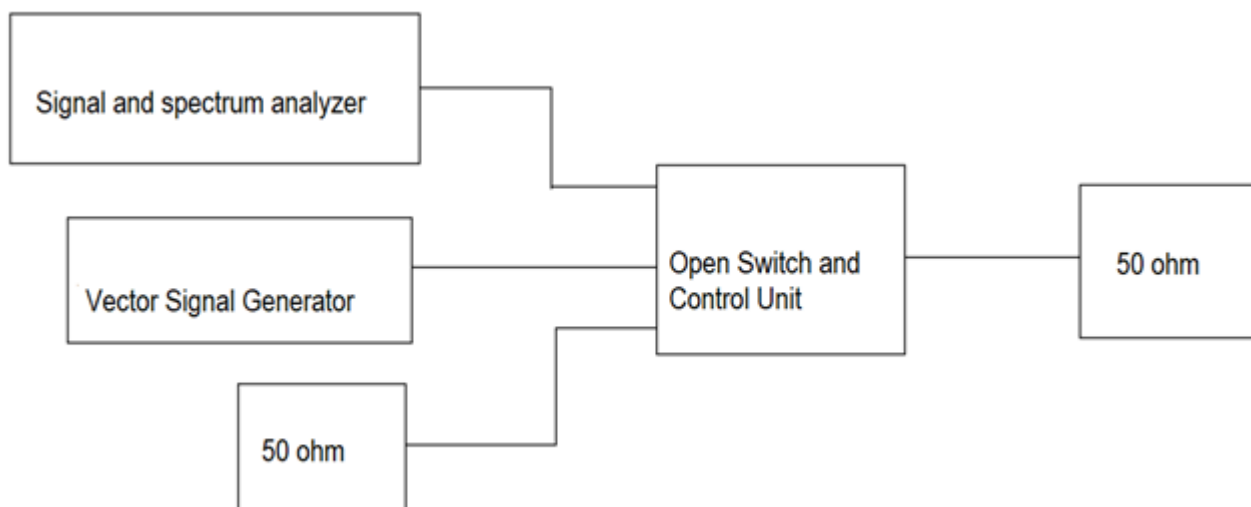 Signal and spectrum analyzer
Vector Signal Generator
50 ohm
Open Switch and
Control Unit
50 ohm